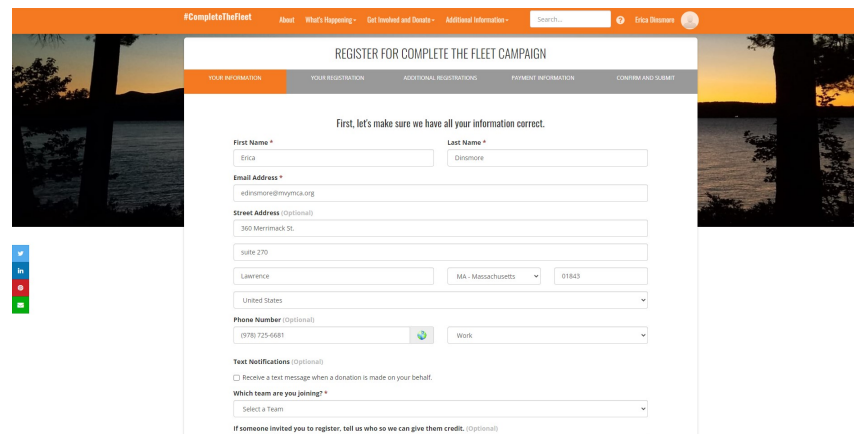 #CompleteTheFleet About What's Happening Get Involved and Donate Additional Information Search... ? Erica Dinsmore
REGISTER FOR COMPLETE THE FLEET CAMPAIGN
YOUR INFORMATION YOUR REGISTRATION ADDITIONAL REGISTRATIONS PAYMENT INFORMATION CONFIRM AND SUBMIT
First, let's make sure we have all your information correct.
First Name * Last Name *
Erica Dinsmore
Email Address *
edinsmore@mvymca.org
Street Address (Optional)
360 Merrimack St.
suite 270
Lawrence MA - Massachusetts 01843
United States
Phone Number (Optional)
(978) 725-6681 Work
Text Notifications (Optional)
Receive a text message when a donation is made on your behalf.
Which team are you joining? *
Select a Team
If someone invited you to register, tell us who so we can give them credit. (Optional)
in